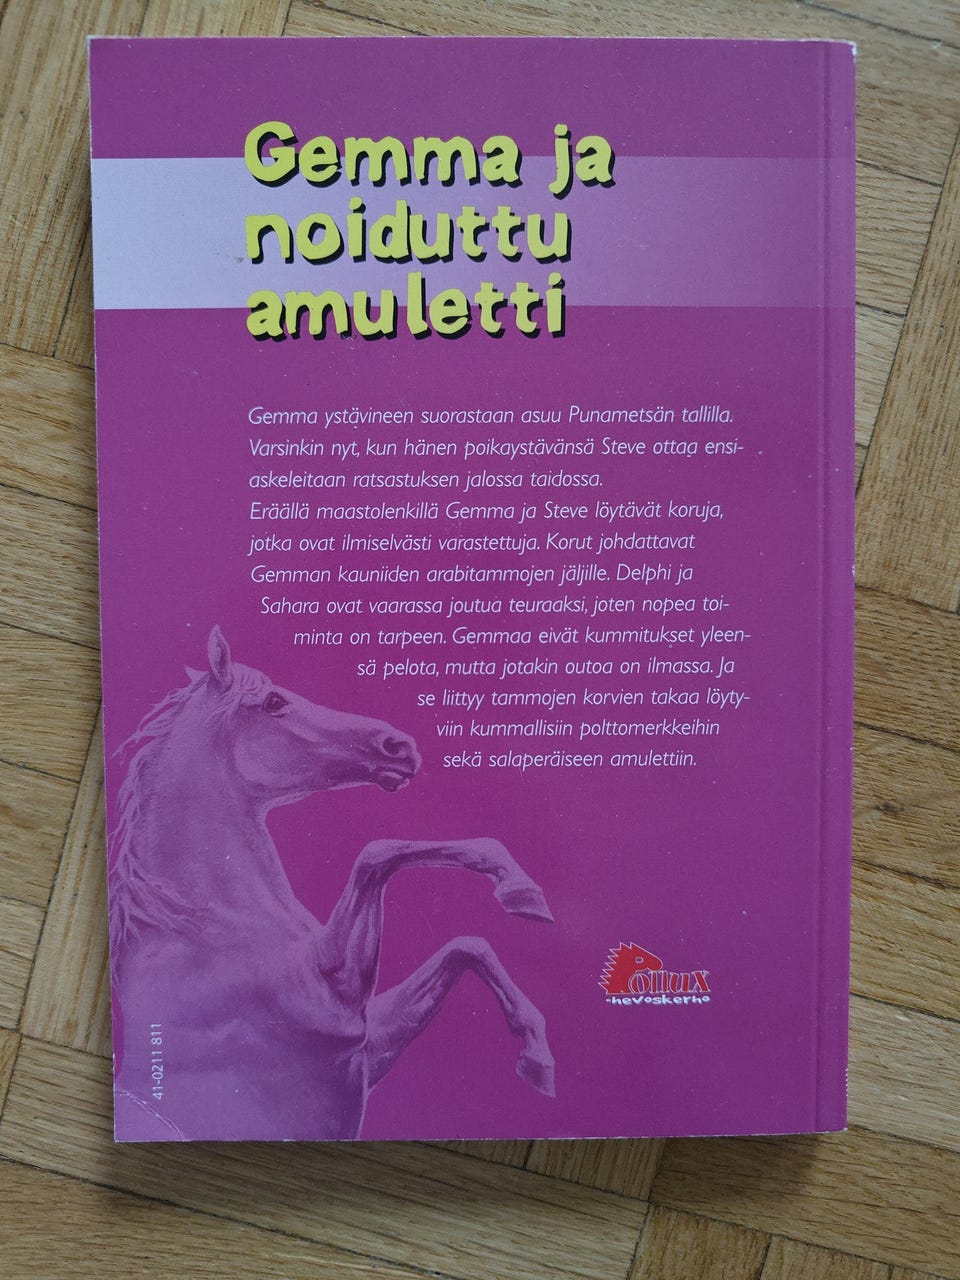 Gemma ja
noiduttu
amuletti
Gemma ystävineen suorastaan asuu Punametsän tallilla.
Varsinkin nyt, kun hänen poikaystävänsä Steve ottaa ensi-
askeleitaan ratsastuksen jalossa taidossa.
Eräällä maastolenkillä Gemma ja Steve löytävät koruja,
jotka ovat ilmiselvästi varastettuja. Korut johdattavat
Gemman kauniiden arabitammojen jäljille. Delphi ja
Sahara ovat vaarassa joutua teuraaksi, joten nopea toi-
minta on tarpeen. Gemmaa eivät kummitukset yleen-
sä pelota, mutta jotakin outoa on ilmassa. Ja
se liittyy tammojen korvien takaa löyty-
viin kummallisiin polttomerkkeihin
sekä salaperäiseen amulettiin.
Pollux
-hevoskerho
41-0211 811